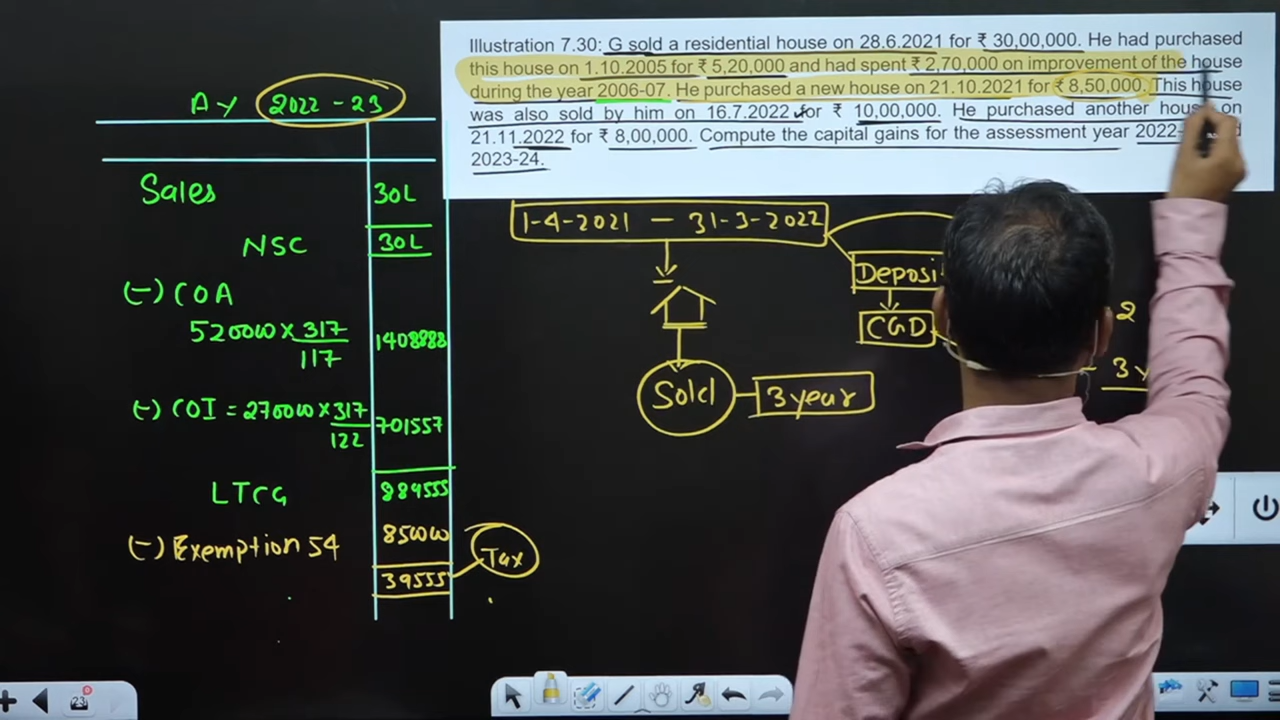 Illustration 7.30: G sold a residential house on 28.6.2021 for ₹ 30,00,000. He had purchased
this house on 1.10.2005 for ₹ 5,20,000 and had spent ₹ 2,70,000 on improvement of the house
during the year 2006-07. He purchased a new house on 21.10.2021 for ₹ 8,50,000. This house
was also sold by him on 16.7.2022 for ₹ 10,00,000. He purchased another house on
21.11.2022 for ₹ 8,00,000. Compute the capital gains for the assessment year 2022-
2023-24.
AY 2022-23
Sales 30L
NSC 30L
(-) COA
520000 × 317/117 1408888
(-) COI = 270000 × 317/122 701557
LTCG 889555
(-) Exemption 54 850000
39555 Tax
1-4-2021 — 31-3-2022
Deposi
CGD
Sold 3 year
2
3y
23